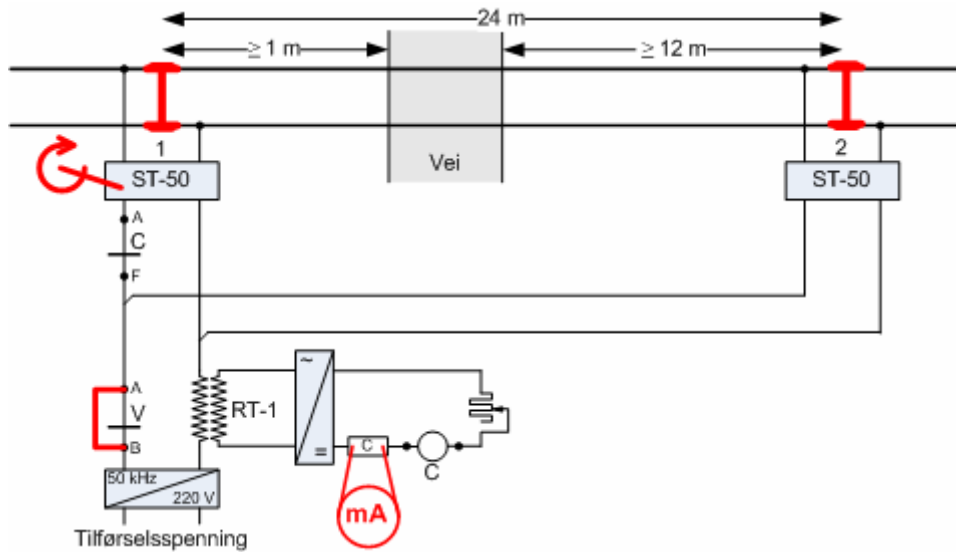 24 m
≥ 1 m
≥ 12 m
1
2
Vei
ST-50
ST-50
A
C
F
A
V
B
RT-1
~
=
C
C
mA
50 kHz
220 V
Tilførselsspenning